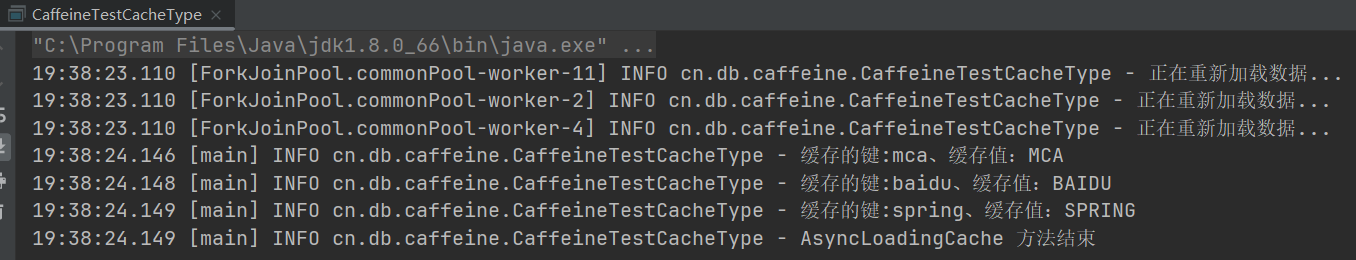 CaffeineTestCacheType
"C:\Program Files\Java\jdk1.8.0_66\bin\java.exe" ...
19:38:23.110 [ForkJoinPool.commonPool-worker-11] INFO cn.db.caffeine.CaffeineTestCacheType - 正在重新加载数据...
19:38:23.110 [ForkJoinPool.commonPool-worker-2] INFO cn.db.caffeine.CaffeineTestCacheType - 正在重新加载数据...
19:38:23.110 [ForkJoinPool.commonPool-worker-4] INFO cn.db.caffeine.CaffeineTestCacheType - 正在重新加载数据...
19:38:24.146 [main] INFO cn.db.caffeine.CaffeineTestCacheType - 缓存的键:mca、缓存值：MCA
19:38:24.148 [main] INFO cn.db.caffeine.CaffeineTestCacheType - 缓存的键:baidu、缓存值：BAIDU
19:38:24.149 [main] INFO cn.db.caffeine.CaffeineTestCacheType - 缓存的键:spring、缓存值：SPRING
19:38:24.149 [main] INFO cn.db.caffeine.CaffeineTestCacheType - AsyncLoadingCache 方法结束